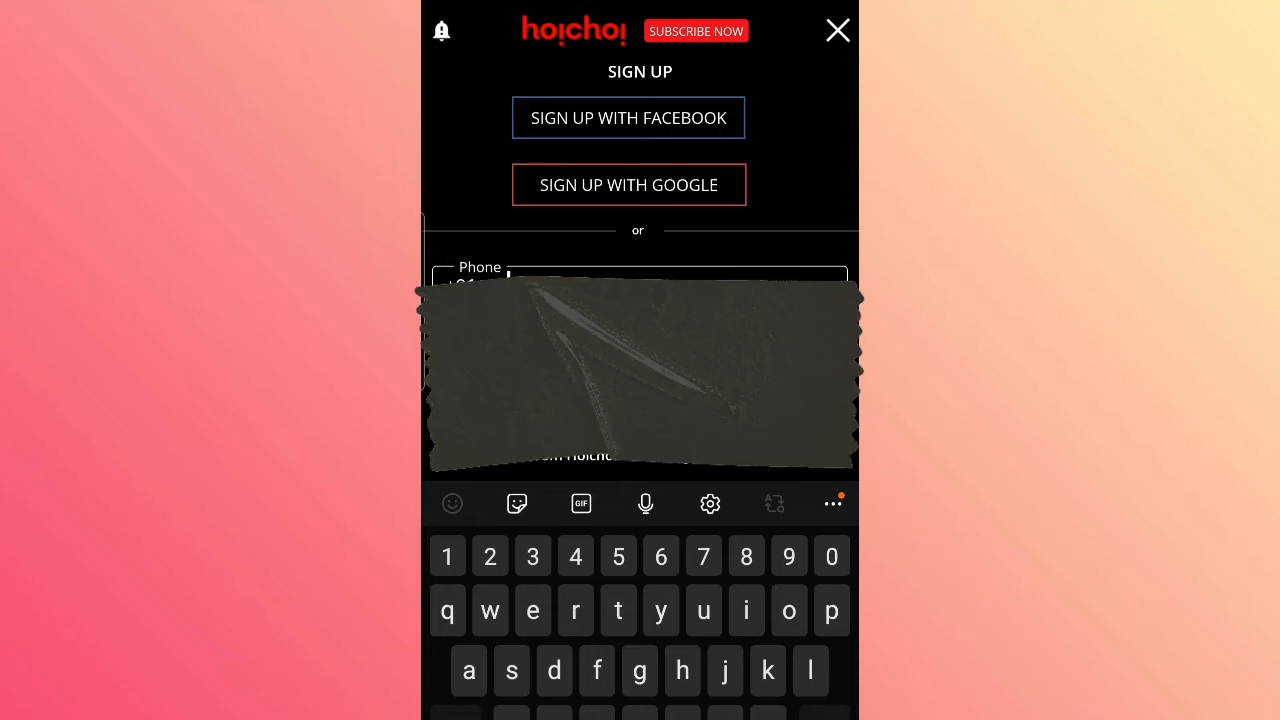 hoichoi SUBSCRIBE NOW
SIGN UP
SIGN UP WITH FACEBOOK
SIGN UP WITH GOOGLE
or
Phone
GIF
1 2 3 4 5 6 7 8 9 0
q w e r t y u i o p
a s d f g h j k l